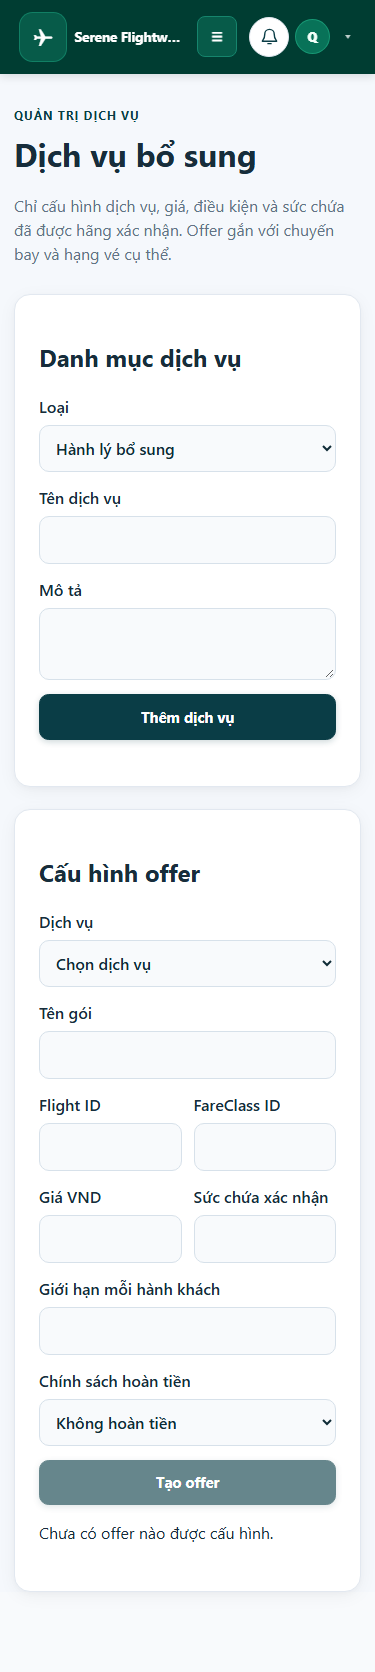 Serene Flightw...
Q
QUẢN TRỊ DỊCH VỤ
Dịch vụ bổ sung
Chỉ cấu hình dịch vụ, giá, điều kiện và sức chứa
đã được hãng xác nhận. Offer gắn với chuyến
bay và hạng vé cụ thể.
Danh mục dịch vụ
Loại
Hành lý bổ sung
Tên dịch vụ
Mô tả
Thêm dịch vụ
Cấu hình offer
Dịch vụ
Chọn dịch vụ
Tên gói
Flight ID
FareClass ID
Giá VND
Sức chứa xác nhận
Giới hạn mỗi hành khách
Chính sách hoàn tiền
Không hoàn tiền
Tạo offer
Chưa có offer nào được cấu hình.